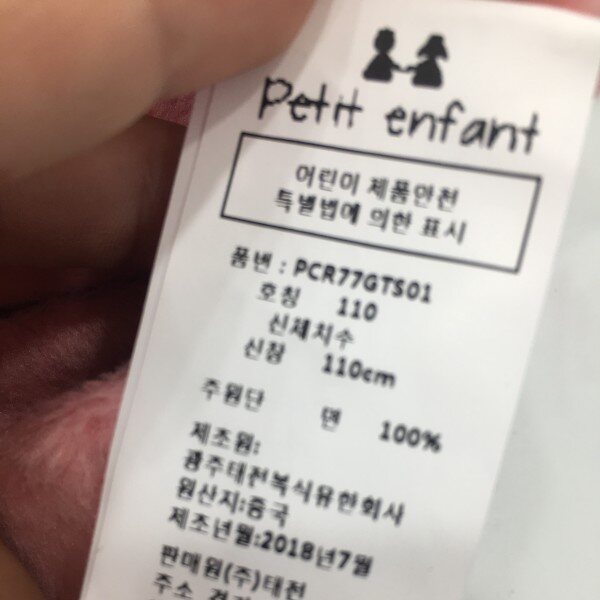 Petit enfant
어린이 제품안전
특별법에 의한 표시
품번 : PCR77GTS01
호칭 110
신체치수
신장 110cm
주원단 면 100%
제조원:
광주태전복식유한회사
원산지:중국
제조년월:2018년7월
판매원(주)태전
주소